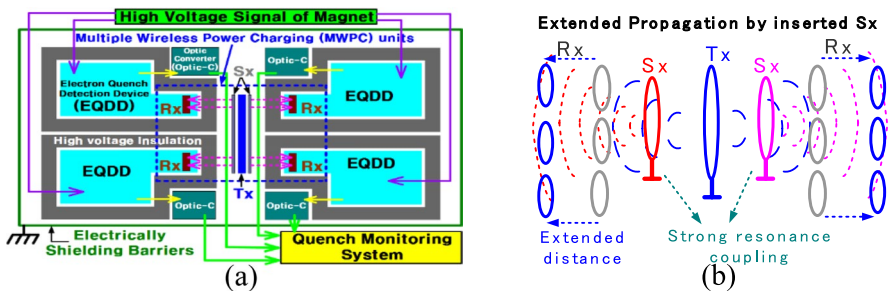 High Voltage Signal of Magnet
Multiple Wireless Power Charging (MWPC) units
Optic
Converter
(Optic-C)
Sx
Optic-C
Electron Quench
Detection Device
(EQDD)
Rx
Rx
EQDD
High voltage Insulation
EQDD
Rx
Rx
EQDD
Optic-C
Tx
Optic-C
Electrically
Shielding Barriers
Quench Monitoring
System
(a)
Extended Propagation by inserted Sx
Rx
Sx
Tx
Sx
Rx
Extended
distance
Strong resonance
coupling
(b)